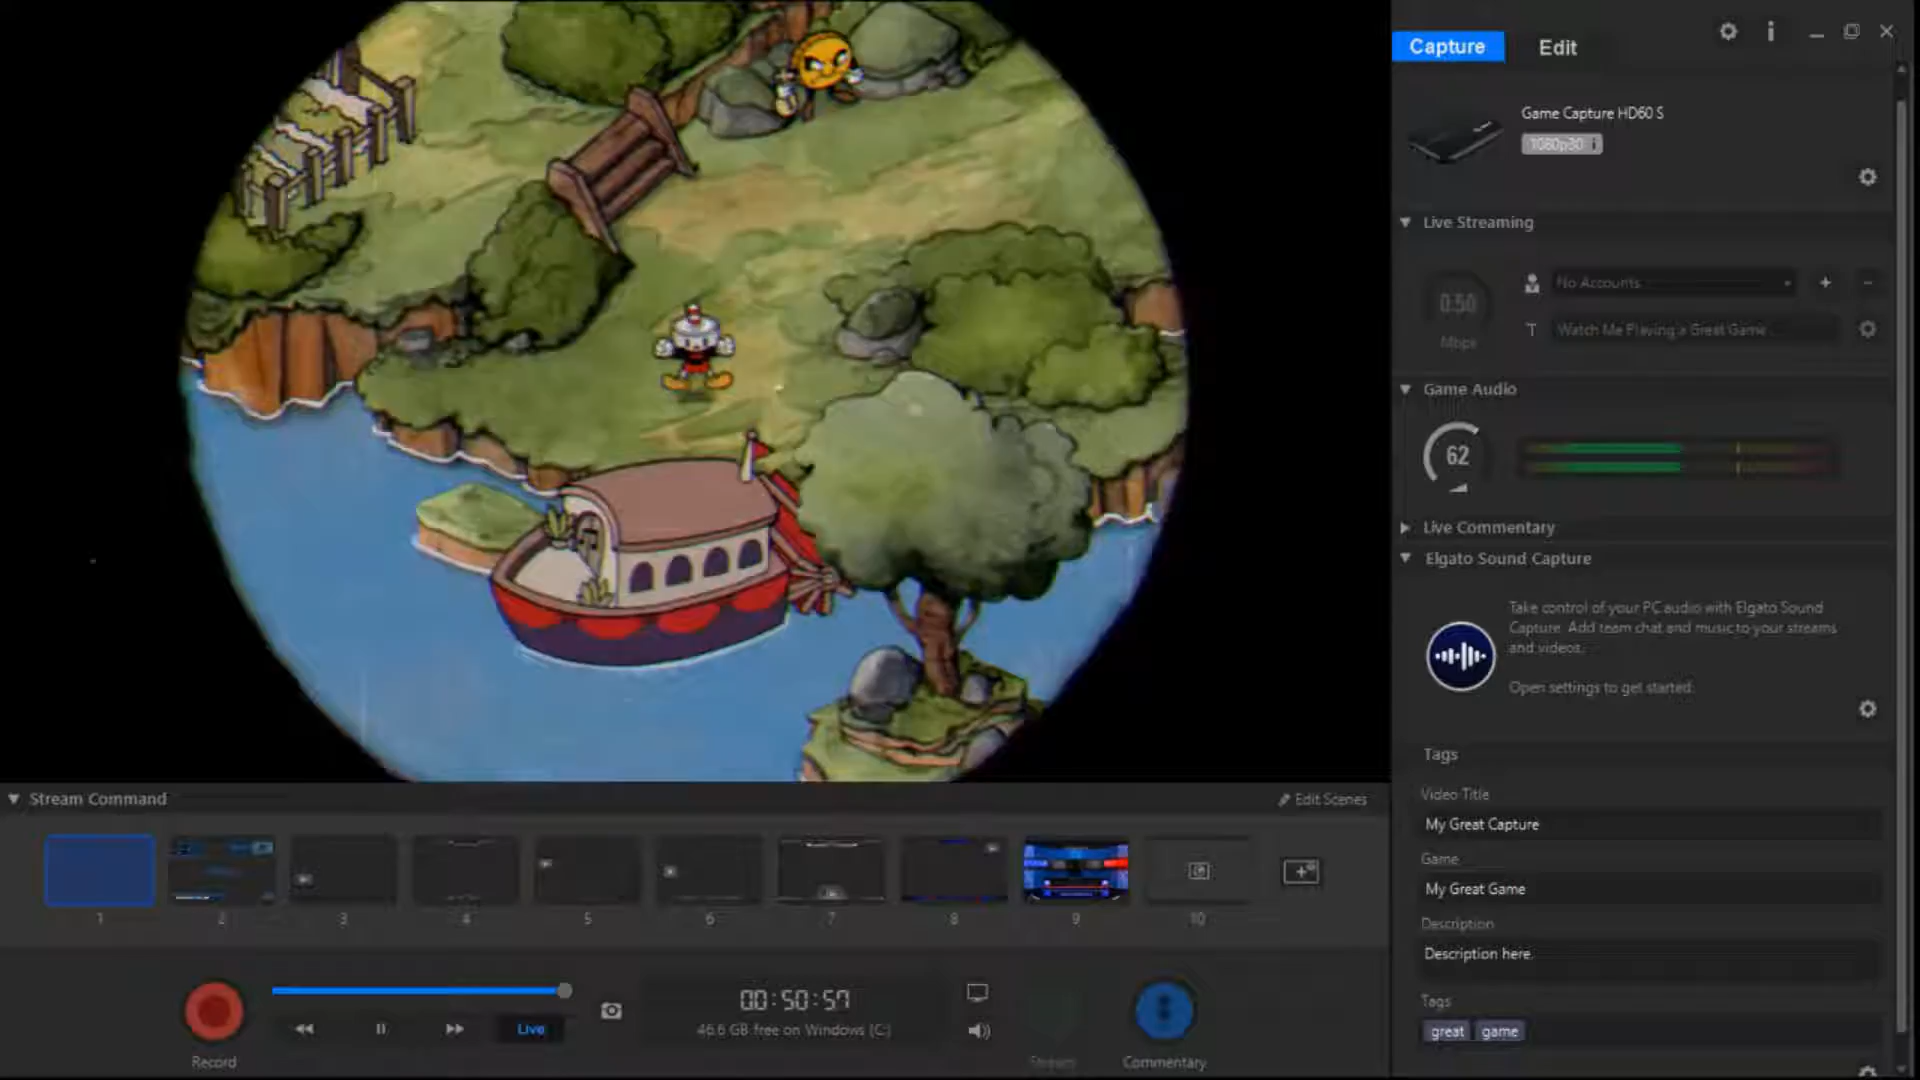 Capture
Edit
Game Capture HD60 S
1080p30 i
Live Streaming
0.50
Mbps
No Accounts
T
Watch Me Playing a Great Game
Game Audio
62
Live Commentary
Elgato Sound Capture
Take control of your PC audio with Elgato Sound
Capture. Add team chat and music to your streams
and videos.
Open settings to get started.
Tags
Video Title
My Great Capture
Game
My Great Game
Description
Description here.
Tags
great game
Stream Command
Edit Scenes
1 2 3 4 5 6 7 8 9 10
00:50:57
46.6 GB free on Windows (C:)
Live
Record
Stream
Commentary